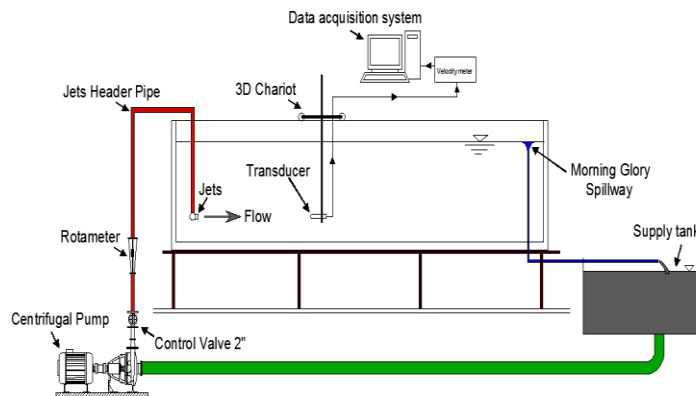 Data acquisition system
Velocity meter
3D Chariot
Jets Header Pipe
Transducer
Morning Glory
Spillway
Jets
Flow
Rotameter
Supply tank
Centrifugal Pump
Control Valve 2"